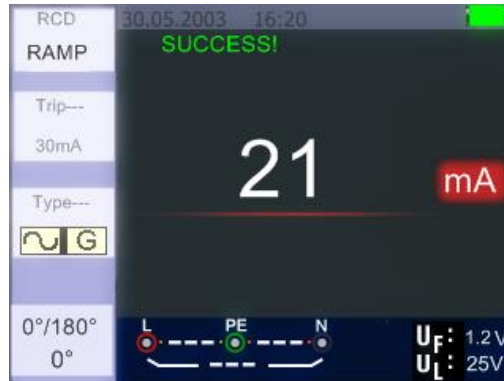 RCD
30.05.2003 16:20
RAMP
SUCCESS!
Trip---
30mA
21
mA
Type---
G
0°/180°
0°
L
PE
N
UF: 1.2V
UL: 25V